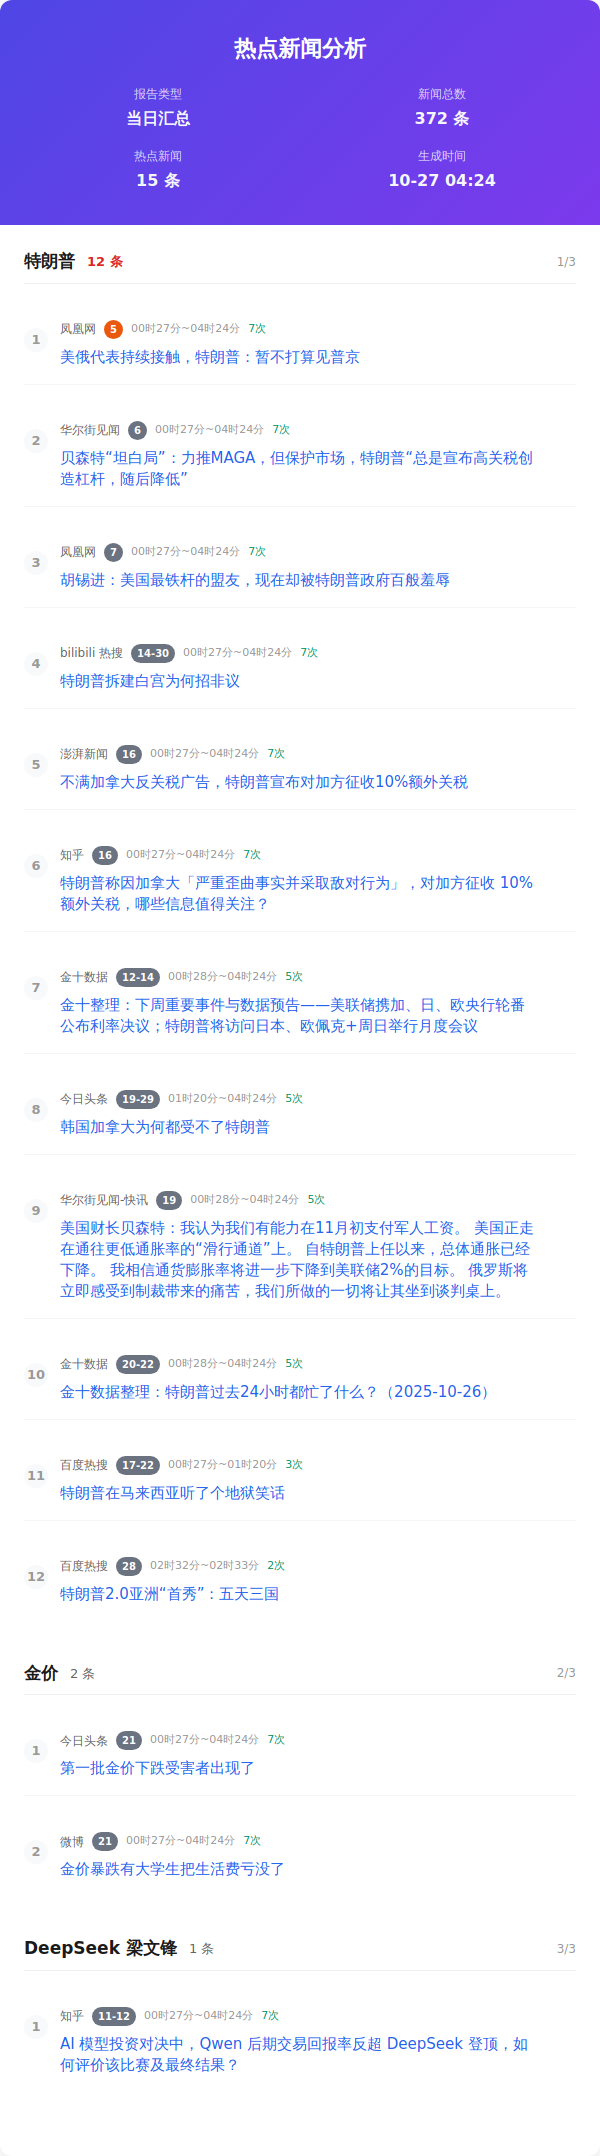 热点新闻分析
报告类型
当日汇总
新闻总数
372 条
热点新闻
15 条
生成时间
10-27 04:24
特朗普 12 条 1/3
1
凤凰网 5 00时27分~04时24分 7次
美俄代表持续接触，特朗普：暂不打算见普京
2
华尔街见闻 6 00时27分~04时24分 7次
贝森特“坦白局”：力推MAGA，但保护市场，特朗普“总是宣布高关税创
造杠杆，随后降低”
3
凤凰网 7 00时27分~04时24分 7次
胡锡进：美国最铁杆的盟友，现在却被特朗普政府百般羞辱
4
bilibili 热搜 14-30 00时27分~04时24分 7次
特朗普拆建白宫为何招非议
5
澎湃新闻 16 00时27分~04时24分 7次
不满加拿大反关税广告，特朗普宣布对加方征收10%额外关税
6
知乎 16 00时27分~04时24分 7次
特朗普称因加拿大「严重歪曲事实并采取敌对行为」，对加方征收 10%
额外关税，哪些信息值得关注？
7
金十数据 12-14 00时28分~04时24分 5次
金十整理：下周重要事件与数据预告——美联储携加、日、欧央行轮番
公布利率决议；特朗普将访问日本、欧佩克+周日举行月度会议
8
今日头条 19-29 01时20分~04时24分 5次
韩国加拿大为何都受不了特朗普
9
华尔街见闻-快讯 19 00时28分~04时24分 5次
美国财长贝森特：我认为我们有能力在11月初支付军人工资。 美国正走
在通往更低通胀率的“滑行通道”上。 自特朗普上任以来，总体通胀已经
下降。 我相信通货膨胀率将进一步下降到美联储2%的目标。 俄罗斯将
立即感受到制裁带来的痛苦，我们所做的一切将让其坐到谈判桌上。
10
金十数据 20-22 00时28分~04时24分 5次
金十数据整理：特朗普过去24小时都忙了什么？（2025-10-26）
11
百度热搜 17-22 00时27分~01时20分 3次
特朗普在马来西亚听了个地狱笑话
12
百度热搜 28 02时32分~02时33分 2次
特朗普2.0亚洲“首秀”：五天三国
金价 2 条 2/3
1
今日头条 21 00时27分~04时24分 7次
第一批金价下跌受害者出现了
2
微博 21 00时27分~04时24分 7次
金价暴跌有大学生把生活费亏没了
DeepSeek 梁文锋 1 条 3/3
1
知乎 11-12 00时27分~04时24分 7次
AI 模型投资对决中，Qwen 后期交易回报率反超 DeepSeek 登顶，如
何评价该比赛及最终结果？